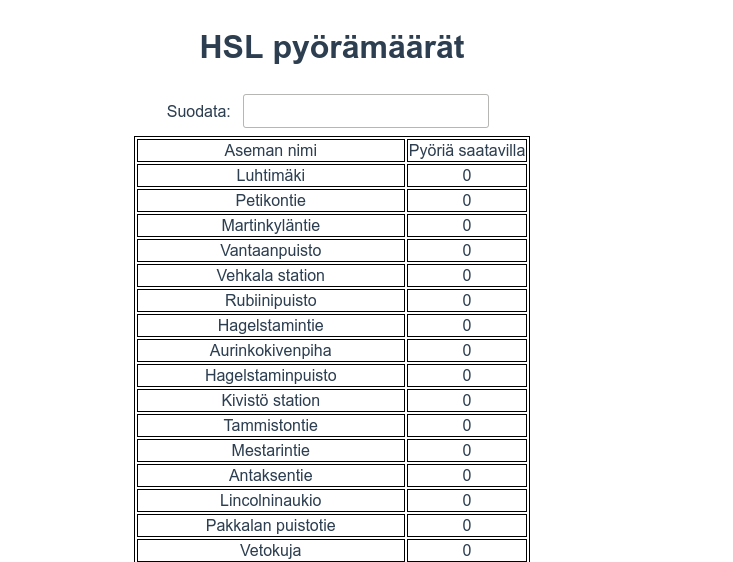 HSL pyörämäärät
Suodata:
Aseman nimi Pyöriä saatavilla
Luhtimäki 0
Petikontie 0
Martinkyläntie 0
Vantaanpuisto 0
Vehkala station 0
Rubiinipuisto 0
Hagelstamintie 0
Aurinkokivenpiha 0
Hagelstaminpuisto 0
Kivistö station 0
Tammistontie 0
Mestarintie 0
Antaksentie 0
Lincolninaukio 0
Pakkalan puistotie 0
Vetokuja 0